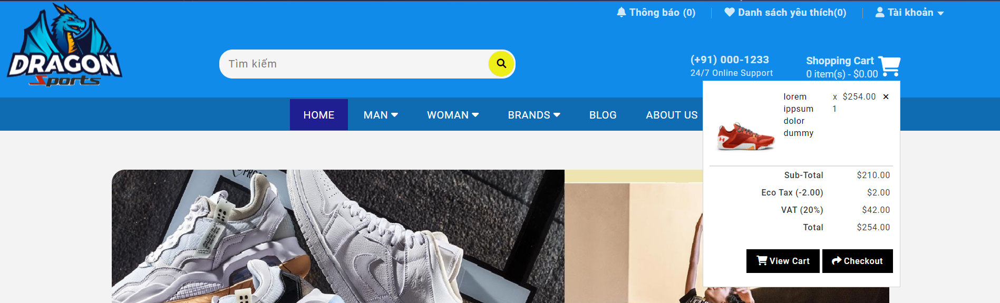 Thông báo (0)
Danh sách yêu thích(0)
Tài khoản
DRAGON
Sports
Tìm kiếm
(+91) 000-1233
24/7 Online Support
Shopping Cart
0 item(s) - $0.00
HOME
MAN
WOMAN
BRANDS
BLOG
ABOUT US
lorem x $254.00 ×
ippsum 1
dolor
dummy
Sub-Total $210.00
Eco Tax (-2.00) $2.00
VAT (20%) $42.00
Total $254.00
View Cart
Checkout